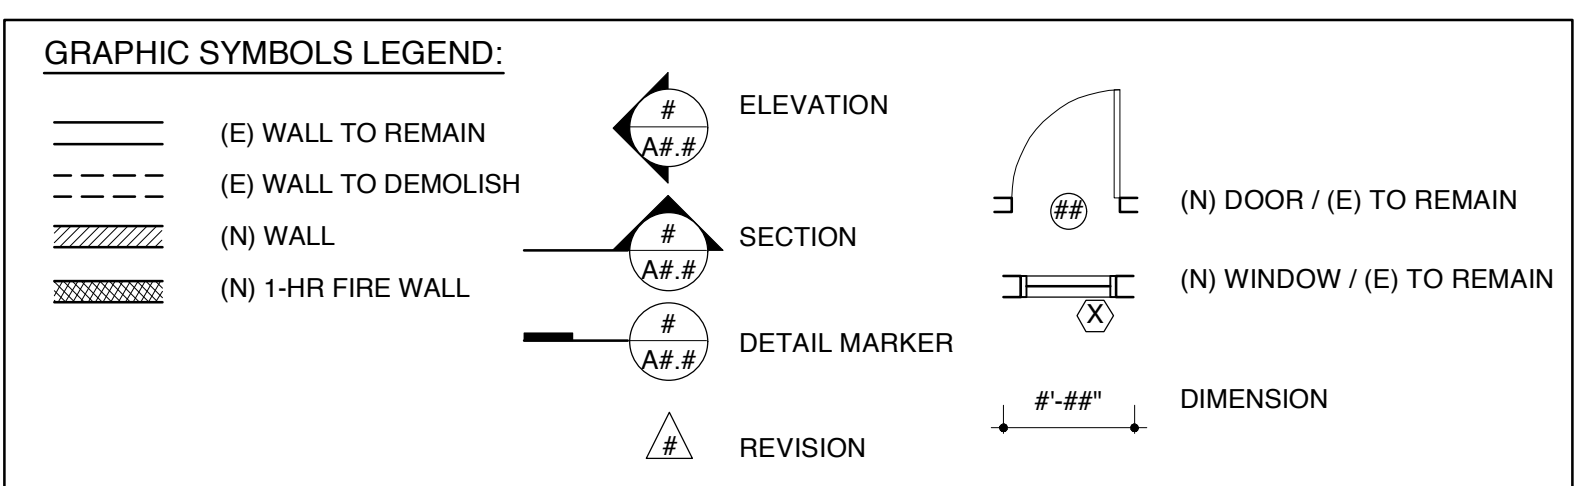 GRAPHIC SYMBOLS LEGEND:
(E) WALL TO REMAIN
(E) WALL TO DEMOLISH
(N) WALL
(N) 1-HR FIRE WALL
#
A#.#
ELEVATION
#
A#.#
SECTION
#
A#.#
DETAIL MARKER
#
REVISION
##
(N) DOOR / (E) TO REMAIN
(N) WINDOW / (E) TO REMAIN
X
#'-##"
DIMENSION